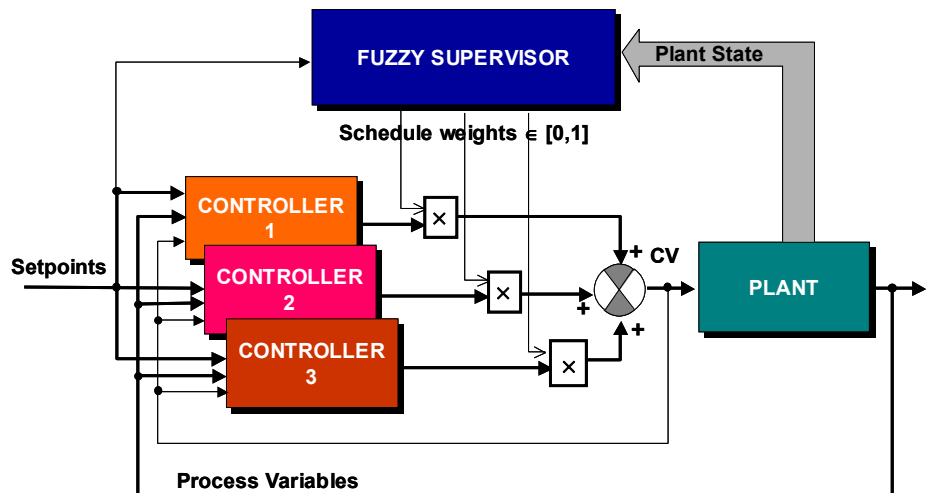 FUZZY SUPERVISOR
Plant State
Schedule weights ∈ [0,1]
CONTROLLER
1
×
Setpoints
CONTROLLER
2
×
+ CV
+
+
PLANT
CONTROLLER
3
×
Process Variables